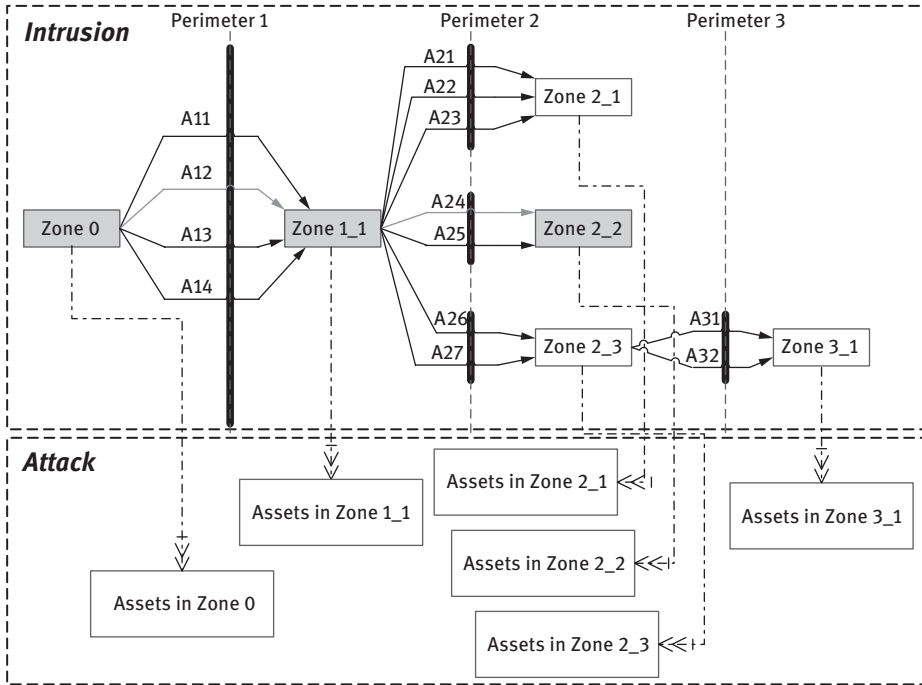 Perimeter 1
Perimeter 2
Perimeter 3
Intrusion
A21
A22
Zone 2_1
A23
A11
A12
A24
Zone 0
Zone 1_1
Zone 2_2
A13
A25
A14
A26
A31
A27
Zone 2_3
A32
Zone 3_1
Attack
Assets in Zone 2_1
Assets in Zone 1_1
Assets in Zone 3_1
Assets in Zone 2_2
Assets in Zone 0
Assets in Zone 2_3